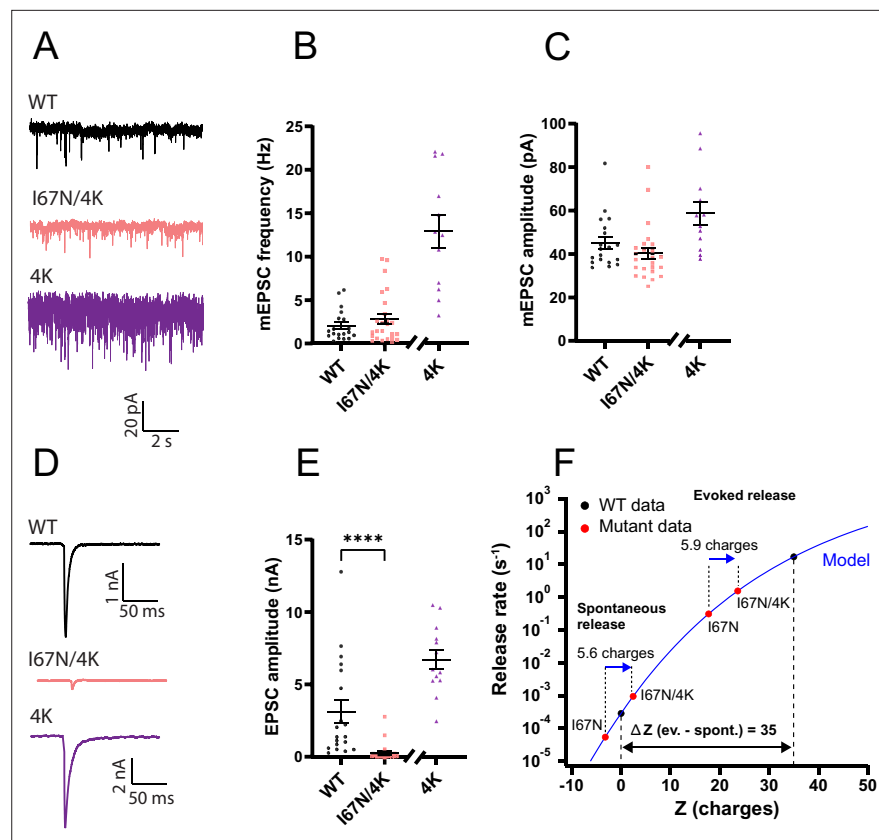 A
WT
I67N/4K
4K
20 pA
2 s
B
mEPSC frequency (Hz)
25
20
15
10
5
0
WT
I67N/4K
4K
C
mEPSC amplitude (pA)
100
80
60
40
20
0
WT
I67N/4K
4K
D
WT
1 nA
50 ms
I67N/4K
4K
2 nA
50 ms
E
EPSC amplitude (nA)
15
10
5
0
****
WT
I67N/4K
4K
F
Release rate (s⁻¹)
10³
10²
10¹
10⁰
10⁻¹
10⁻²
10⁻³
10⁻⁴
10⁻⁵
WT data
Mutant data
Evoked release
5.9 charges
Model
I67N/4K
I67N
Spontaneous
release
5.6 charges
I67N/4K
I67N
ΔZ (ev. - spont.) = 35
-10 0 10 20 30 40 50
Z (charges)